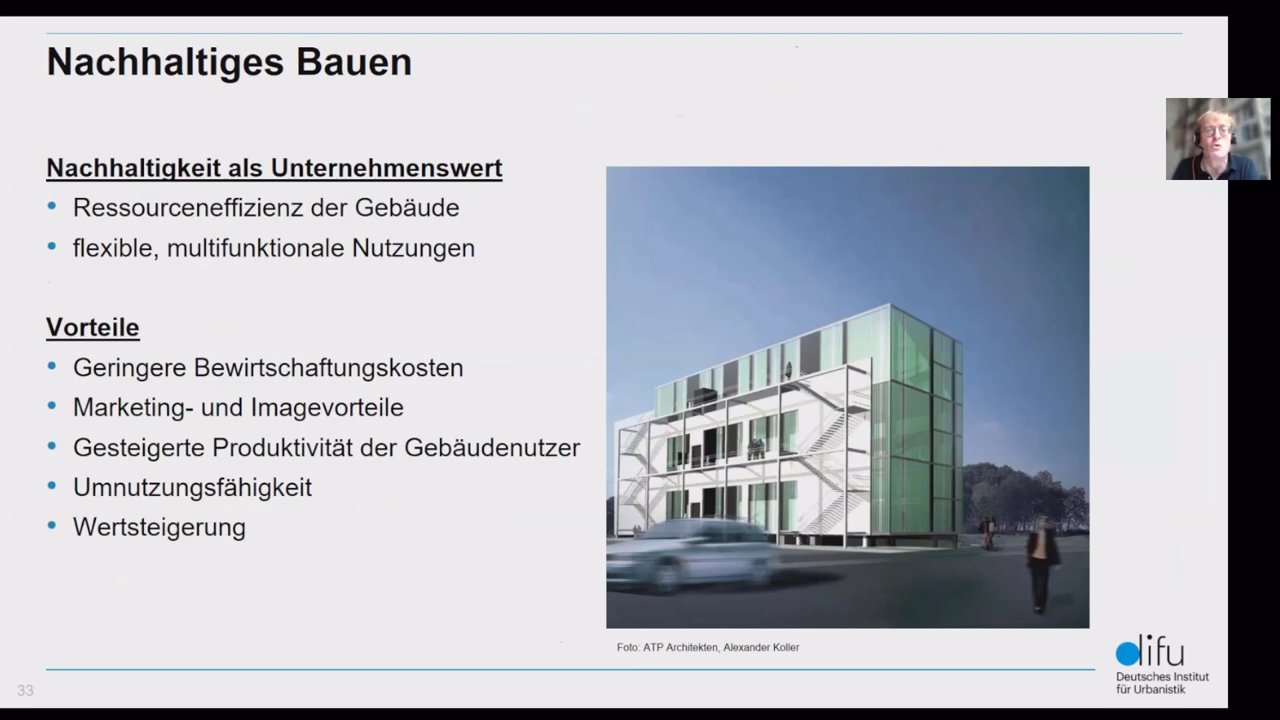 Nachhaltiges Bauen
Nachhaltigkeit als Unternehmenswert
Ressourceneffizienz der Gebäude
flexible, multifunktionale Nutzungen
Vorteile
Geringere Bewirtschaftungskosten
Marketing- und Imagevorteile
Gesteigerte Produktivität der Gebäudenutzer
Umnutzungsfähigkeit
Wertsteigerung
Foto: ATP Architekten, Alexander Koller
difu
Deutsches Institut
für Urbanistik
33